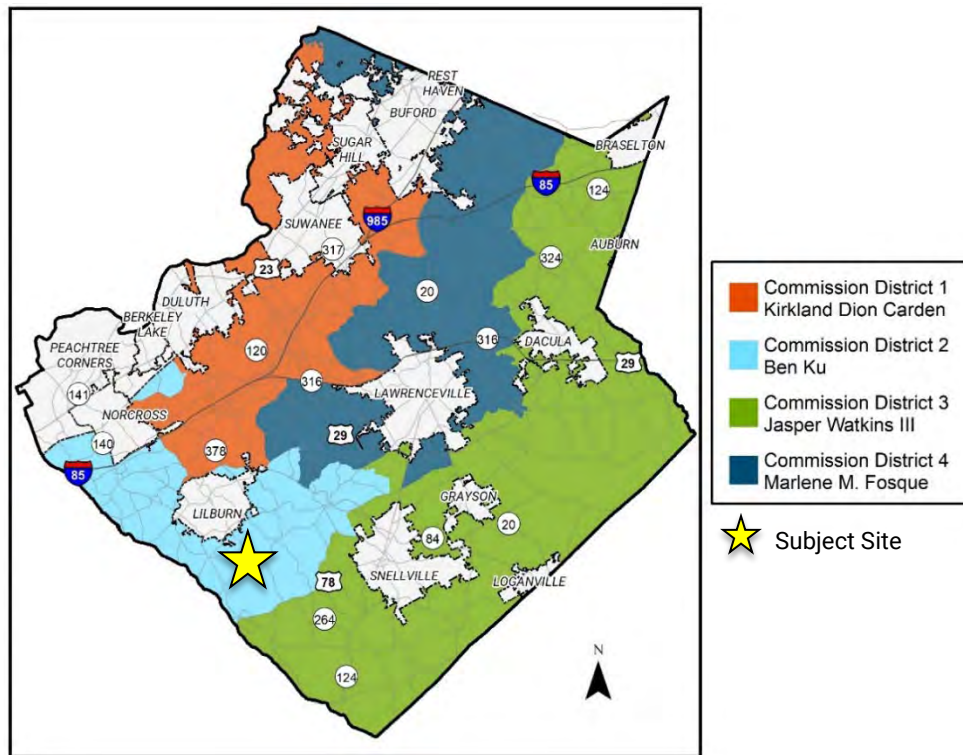 REST
HAVEN
BUFORD
SUGAR
HILL
BRASELTON
85
124
SUWANEE
985
317
AUBURN
324
23
DULUTH
20
BERKELEY
LAKE
PEACHTREE
CORNERS
120
316
DACULA
29
141
316
LAWRENCEVILLE
NORCROSS
29
140
378
85
LILBURN
GRAYSON
20
84
SNELLVILLE
78
LOGANVILLE
264
124
N
Commission District 1
Kirkland Dion Carden
Commission District 2
Ben Ku
Commission District 3
Jasper Watkins III
Commission District 4
Marlene M. Fosque
Subject Site